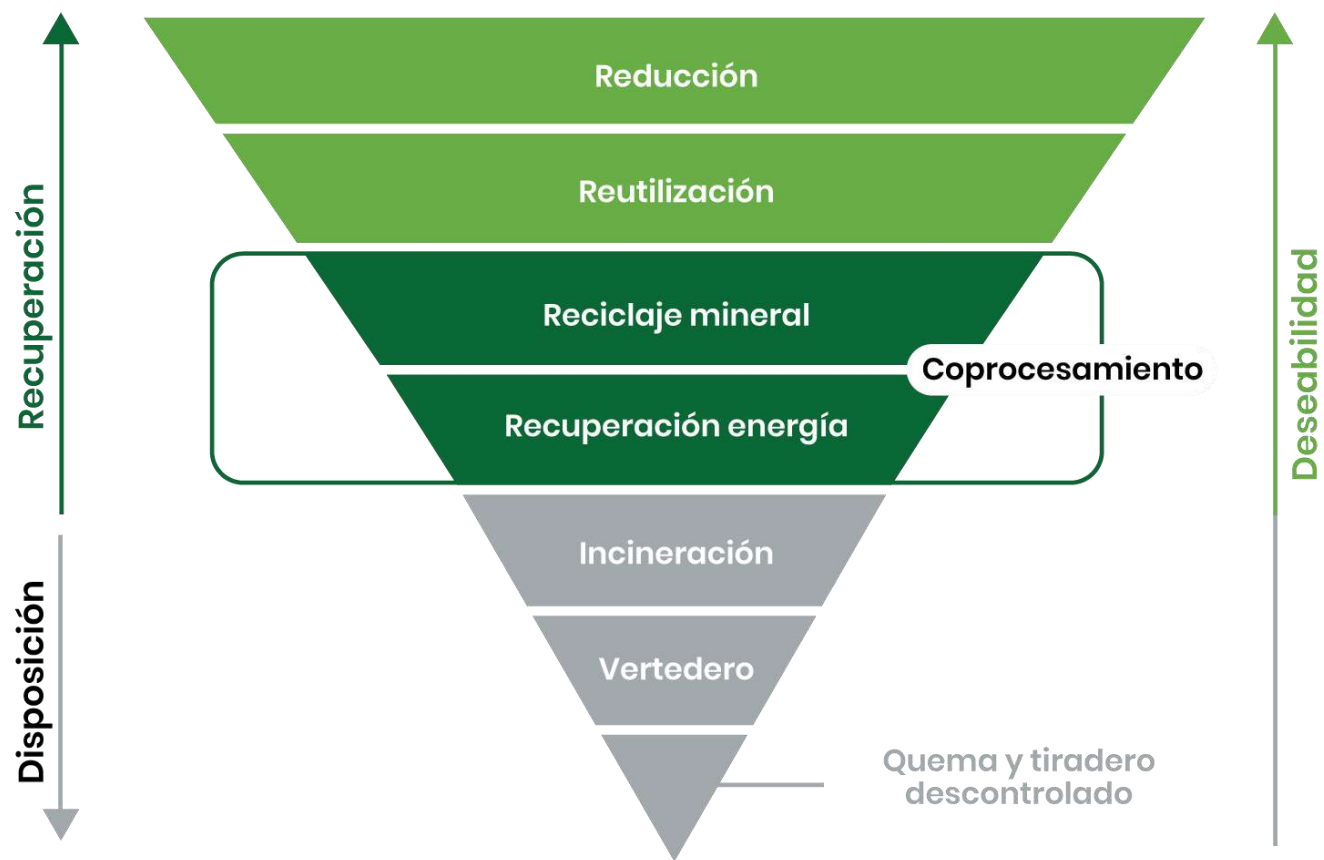 Reducción
Reutilización
Reciclaje mineral
Coprocesamiento
Recuperación energía
Incineración
Vertedero
Quema y tiradero
descontrolado
Recuperación
Disposición
Deseabilidad